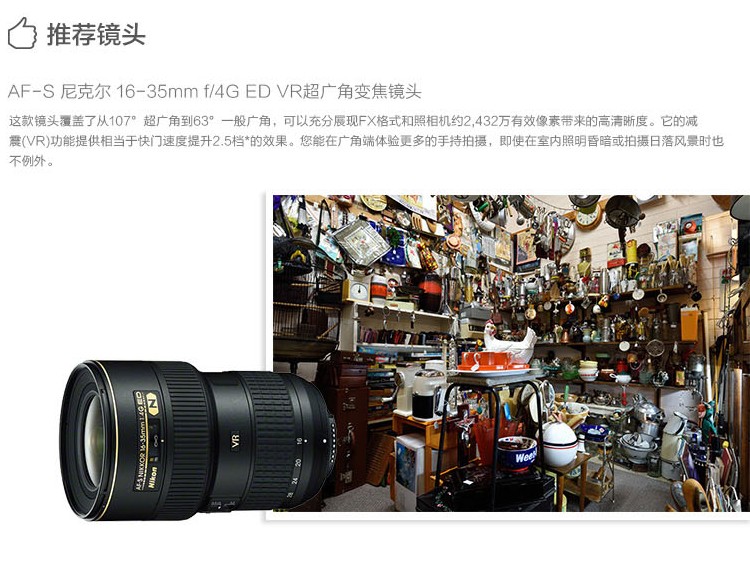 推荐镜头
AF-S 尼克尔 16-35mm f/4G ED VR超广角变焦镜头
这款镜头覆盖了从107°超广角到63°一般广角，可以充分展现FX格式和照相机约2,432万有效像素带来的高清晰度。它的减
震(VR)功能提供相当于快门速度提升2.5档*的效果。您能在广角端体验更多的手持拍摄，即使在室内照明昏暗或拍摄日落风景时也
不例外。
N
AF-S NIKKOR 16-35mm 1:4G ED
Nikon
VR
28 24 20 16